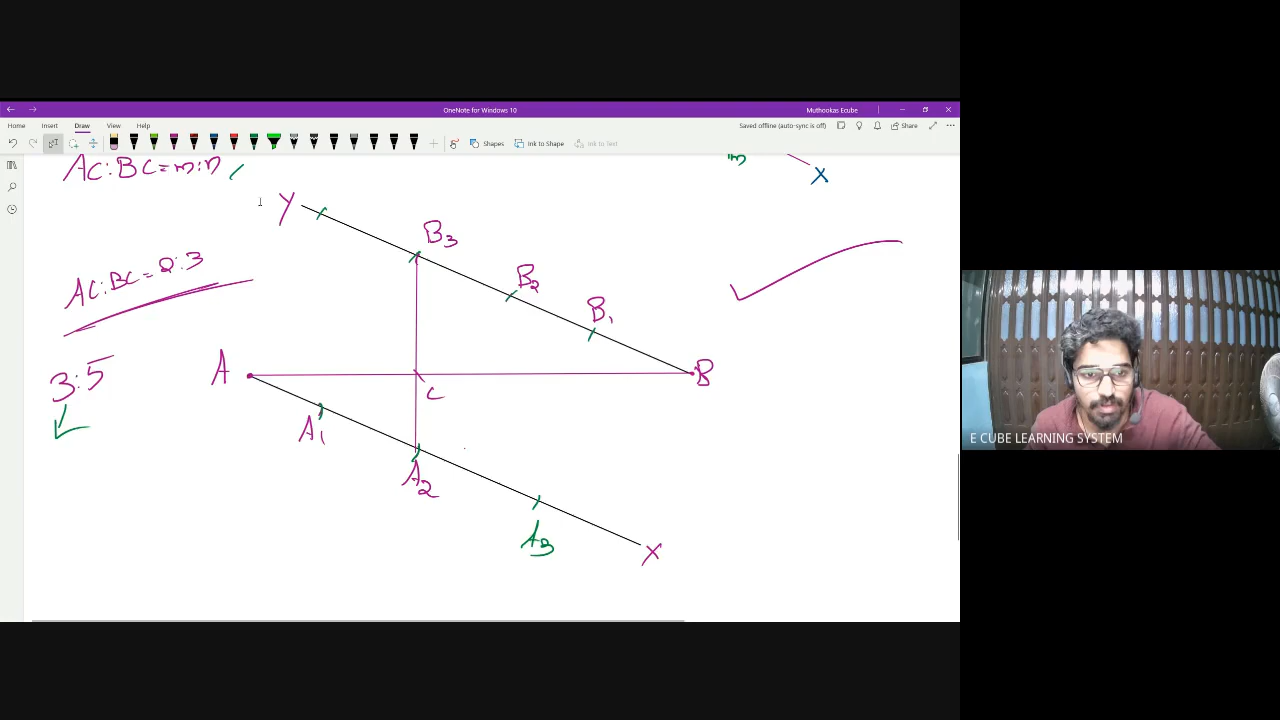 OneNote for Windows 10
Muthookas Ecube
Home Insert Draw View Help
Saved offline (auto-sync is off)
Share
Shapes
Ink to Shape
Ink to Text
AC:BC=m:n
m
X
Y
B3
AC:BC=2:3
B2
B1
3:5
A
B
C
A1
A2
A3
X
E CUBE LEARNING SYSTEM